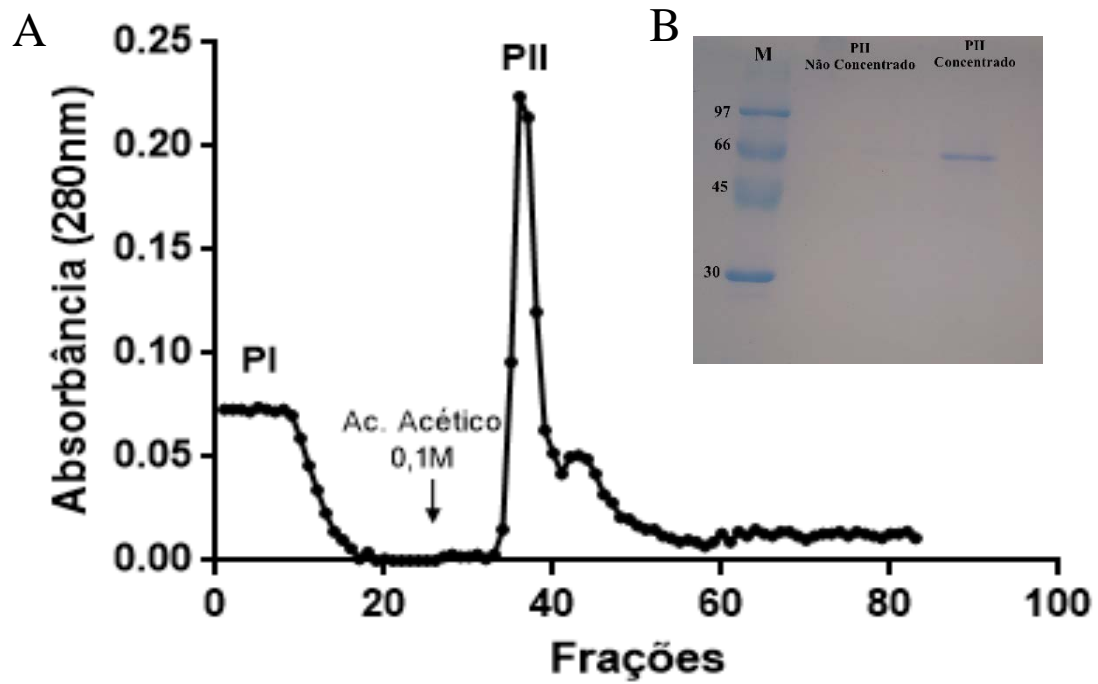 A
Absorbância (280nm)
0.25
0.20
0.15
0.10
0.05
0.00
PI
Ac. Acético
0,1M
PII
0
20
40
60
80
100
Frações
B
M
PII
Não Concentrado
PII
Concentrado
97
66
45
30